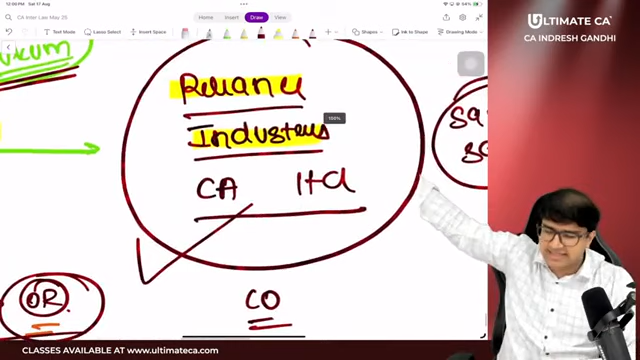 12:00 PM Sat 17 Aug
CA Inter Law May 25
Home Insert Draw View
Text Mode Lasso Select Insert Space
Shapes Ink to Shape Drawing Mode
Reliance
100%
Industries
CA ITCL
OR
CO
ULTIMATE CA
CA INDRESH GANDHI
CLASSES AVAILABLE AT www.ultimateca.com